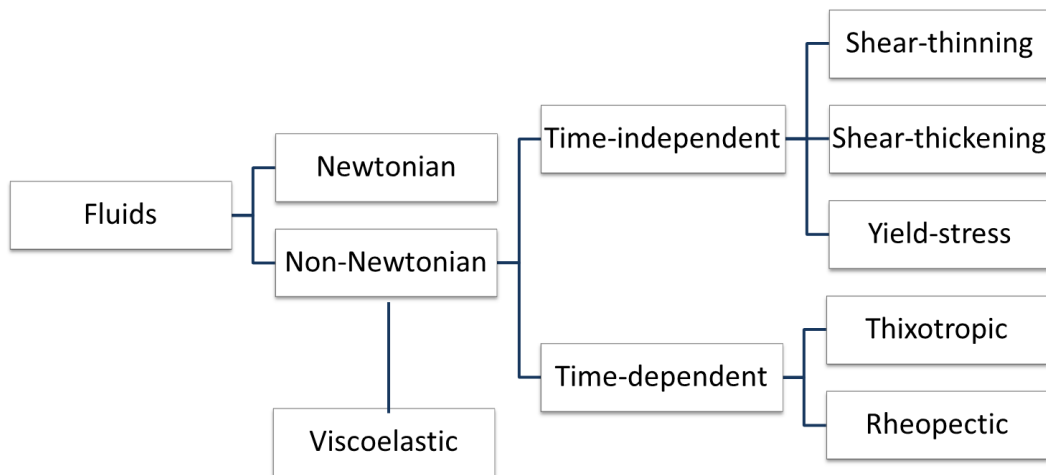 Fluids
Newtonian
Non-Newtonian
Viscoelastic
Time-independent
Time-dependent
Shear-thinning
Shear-thickening
Yield-stress
Thixotropic
Rheopectic